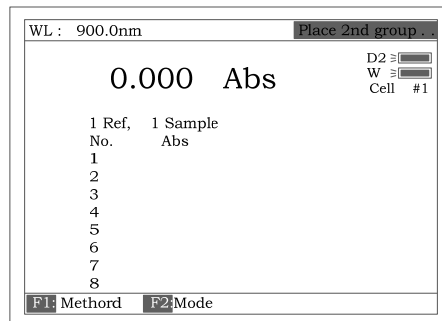 WL : 900.0nm Place 2nd group . .
0.000 Abs
D2
W
Cell #1
1 Ref, 1 Sample
No. Abs
1
2
3
4
5
6
7
8
F1: Methord F2:Mode